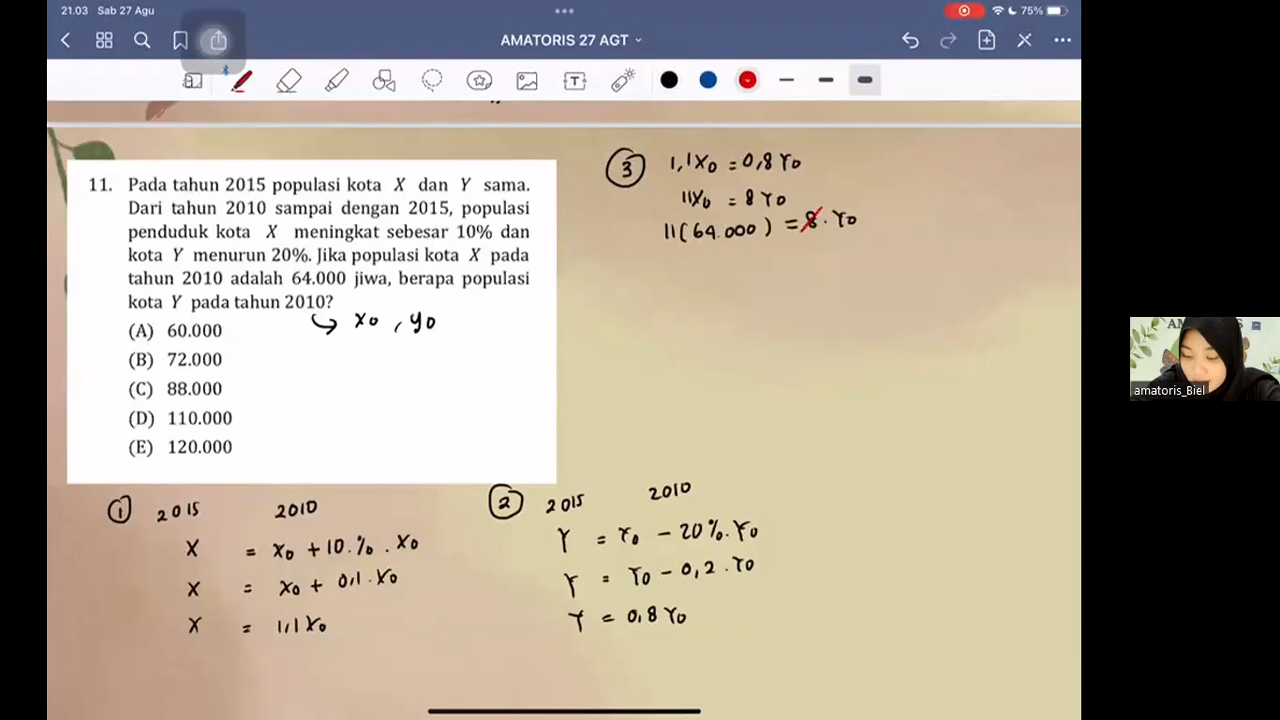 21.03 Sab 27 Agu
75%
AMATORIS 27 AGT
11. Pada tahun 2015 populasi kota X dan Y sama.
Dari tahun 2010 sampai dengan 2015, populasi
penduduk kota X meningkat sebesar 10% dan
kota Y menurun 20%. Jika populasi kota X pada
tahun 2010 adalah 64.000 jiwa, berapa populasi
kota Y pada tahun 2010?
x₀ , y₀
(A) 60.000
(B) 72.000
(C) 88.000
(D) 110.000
(E) 120.000
① 2015 2010
X = X₀ + 10.% . X₀
X = X₀ + 0,1 . X₀
X = 1,1 X₀
② 2015 2010
Y = Y₀ - 20% . Y₀
Y = Y₀ - 0,2 . Y₀
Y = 0,8 Y₀
③ 1,1X₀ = 0,8 Y₀
11X₀ = 8 Y₀
11(64.000) = 8 . Y₀
amatoris_Biel